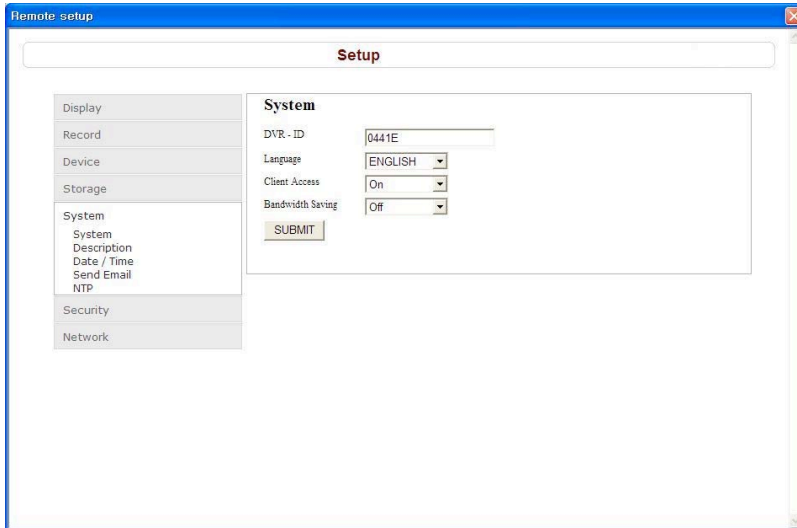 Remote setup
Setup
Display
Record
Device
Storage
System
System
Description
Date / Time
Send Email
NTP
Security
Network
System
DVR - ID 0441E
Language ENGLISH
Client Access On
Bandwidth Saving Off
SUBMIT